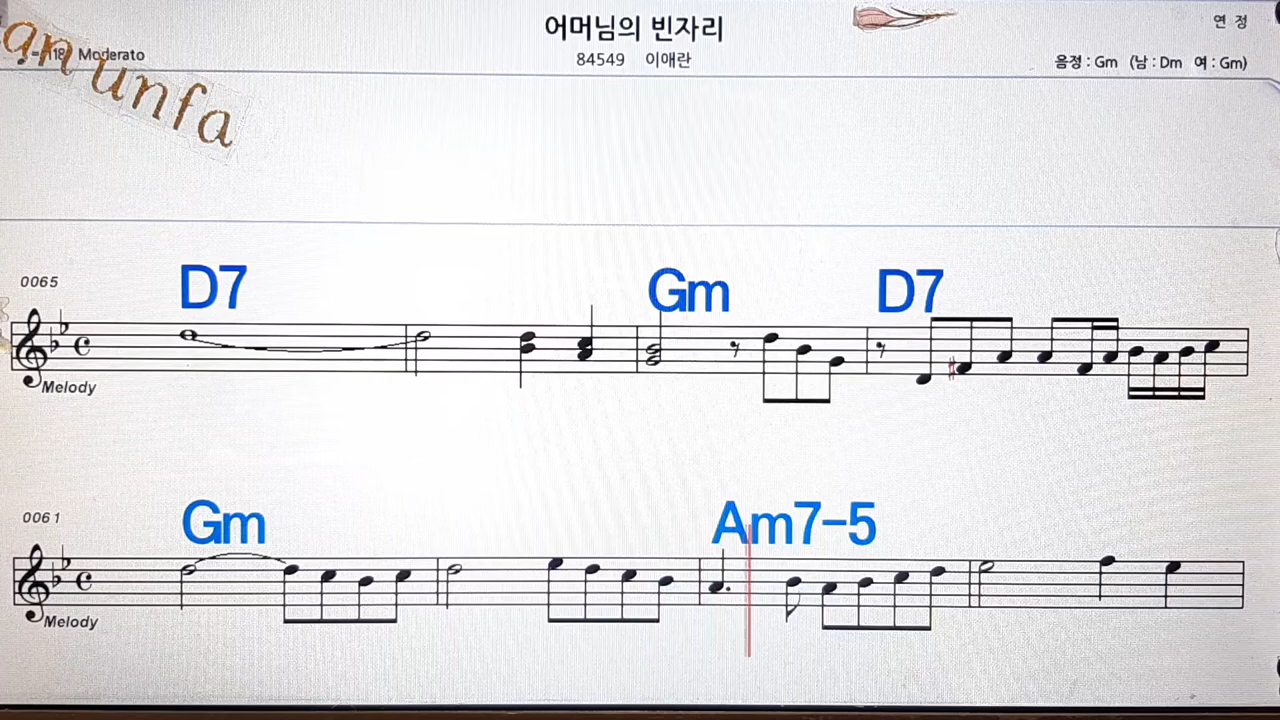 어머님의 빈자리
연 정
84549 이애란
Moderato
음정 : Gm (남 : Dm 여 : Gm)
an unfa
0065
D7 Gm D7
Melody
0061
Gm Am7-5
Melody